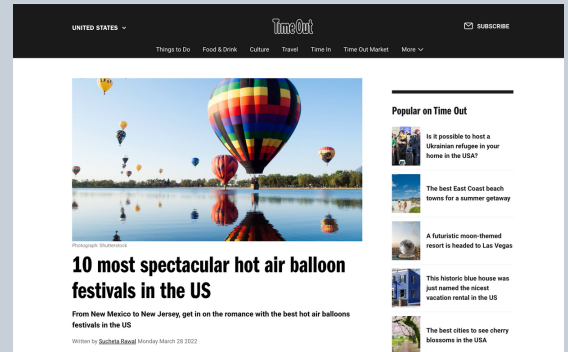 UNITED STATES
TimeOut
SUBSCRIBE
Things to Do Food & Drink Culture Travel Time In Time Out Market More
Photograph: Shutterstock
10 most spectacular hot air balloon
festivals in the US
From New Mexico to New Jersey, get in on the romance with the best hot air balloons
festivals in the US
Written by Sucheta Rawal Monday March 28 2022
Popular on Time Out
Is it possible to host a
Ukrainian refugee in your
home in the USA?
The best East Coast beach
towns for a summer getaway
A futuristic moon-themed
resort is headed to Las Vegas
This historic blue house was
just named the nicest
vacation rental in the US
The best cities to see cherry
blossoms in the USA